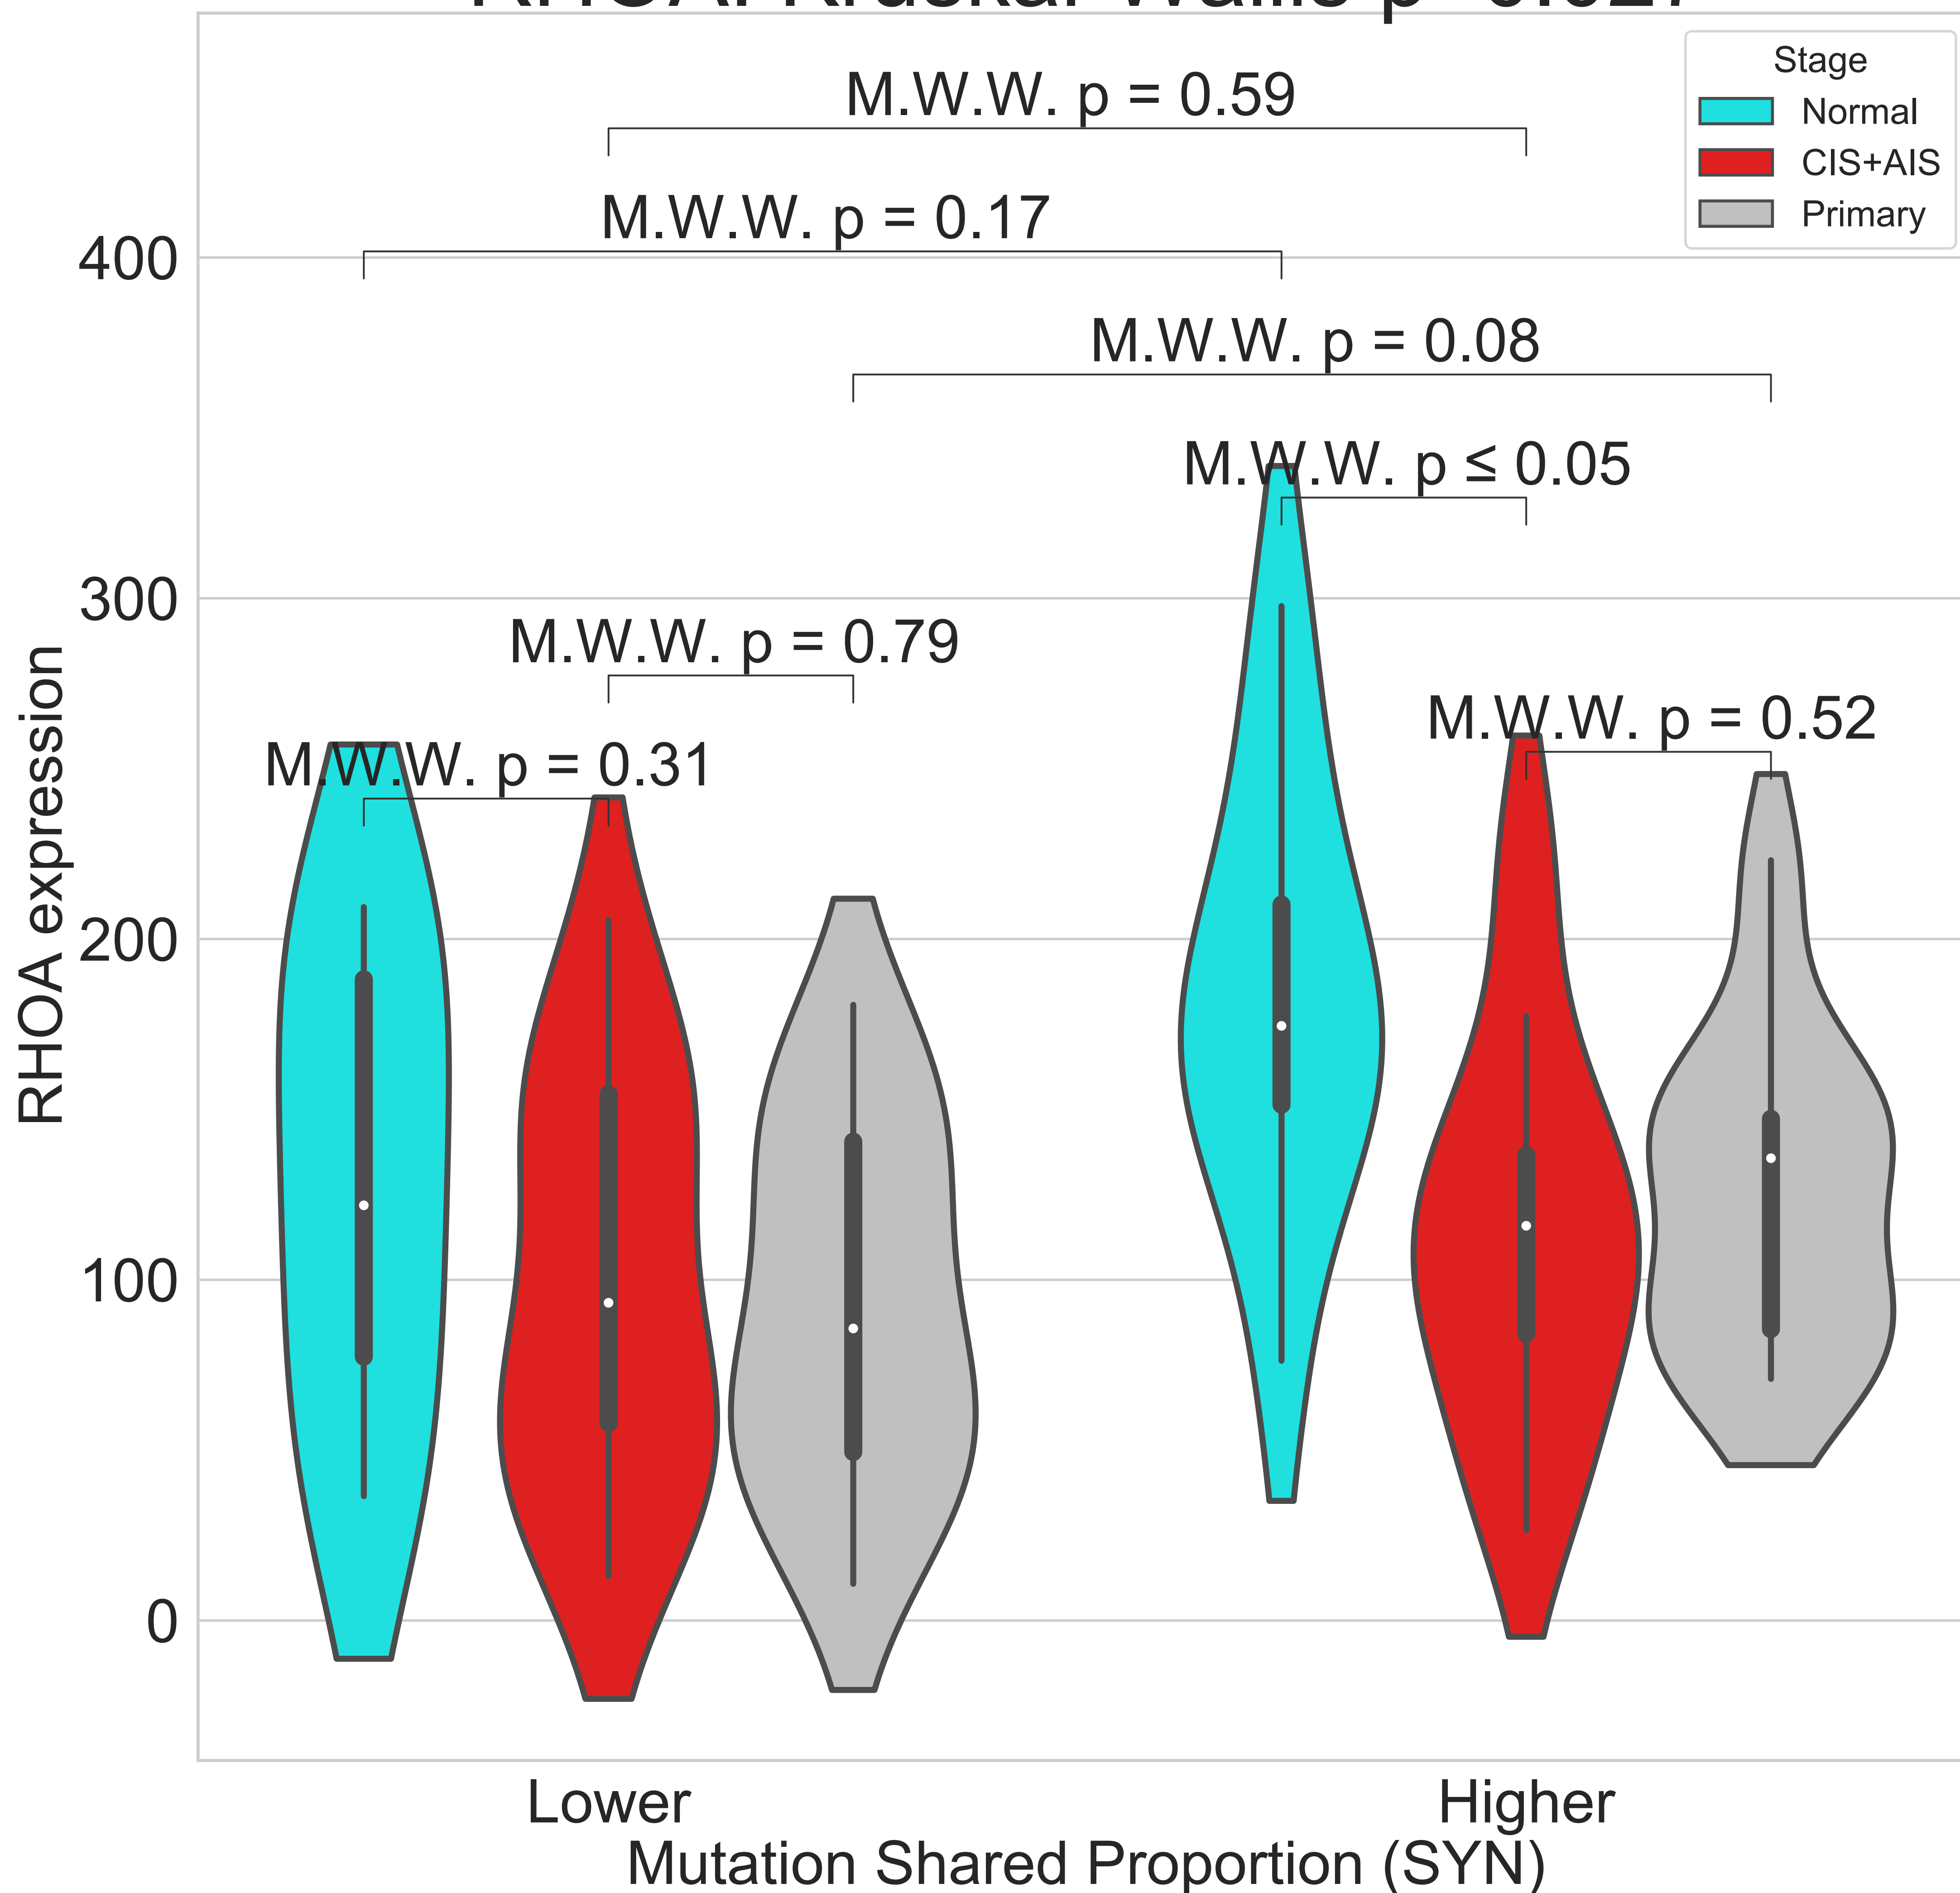 Stage
Normal
CIS+AIS
Primary
M.W.W. p = 0.59
M.W.W. p = 0.17
M.W.W. p = 0.08
M.W.W. p ≤ 0.05
M.W.W. p = 0.79
M.W.W. p = 0.52
M.W.W. p = 0.31
400
300
200
100
0
RHOA expression
Lower
Higher
Mutation Shared Proportion (SYN)